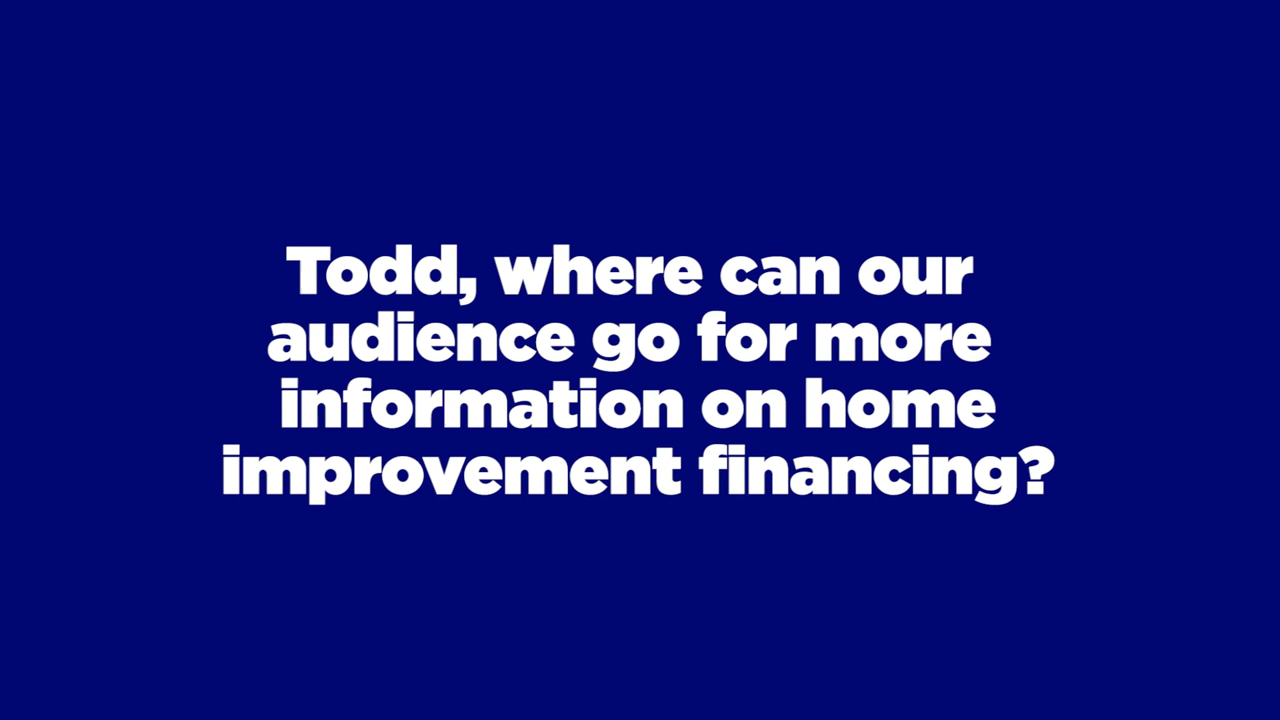 Todd, where can our
audience go for more
information on home
improvement financing?